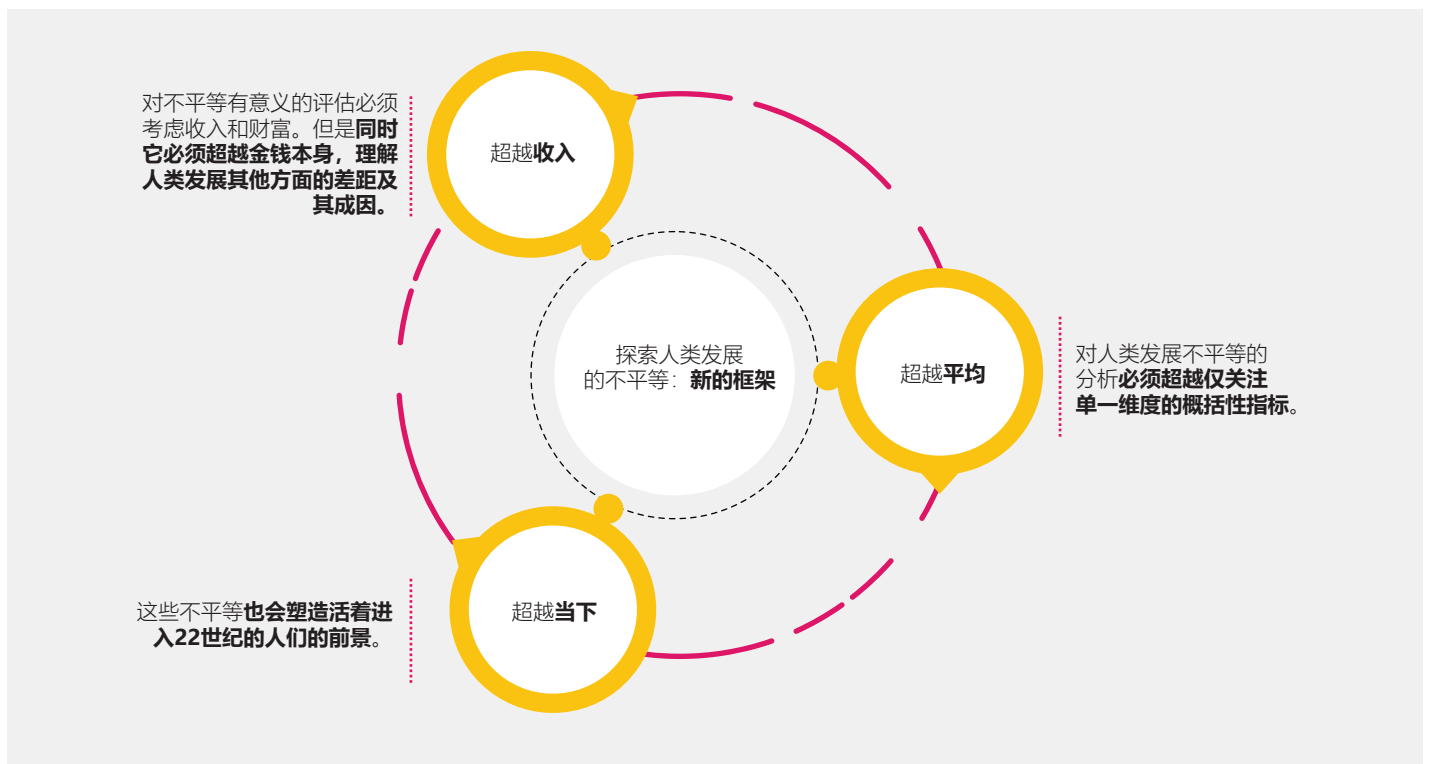 对不平等有意义的评估必须
考虑收入和财富。但是同时
它必须超越金钱本身，理解
人类发展其他方面的差距及
其成因。
超越收入
探索人类发展
的不平等：新的框架
超越平均
对人类发展不平等的
分析必须超越仅关注
单一维度的概括性指标。
超越当下
这些不平等也会塑造活着进
入22世纪的人们的前景。